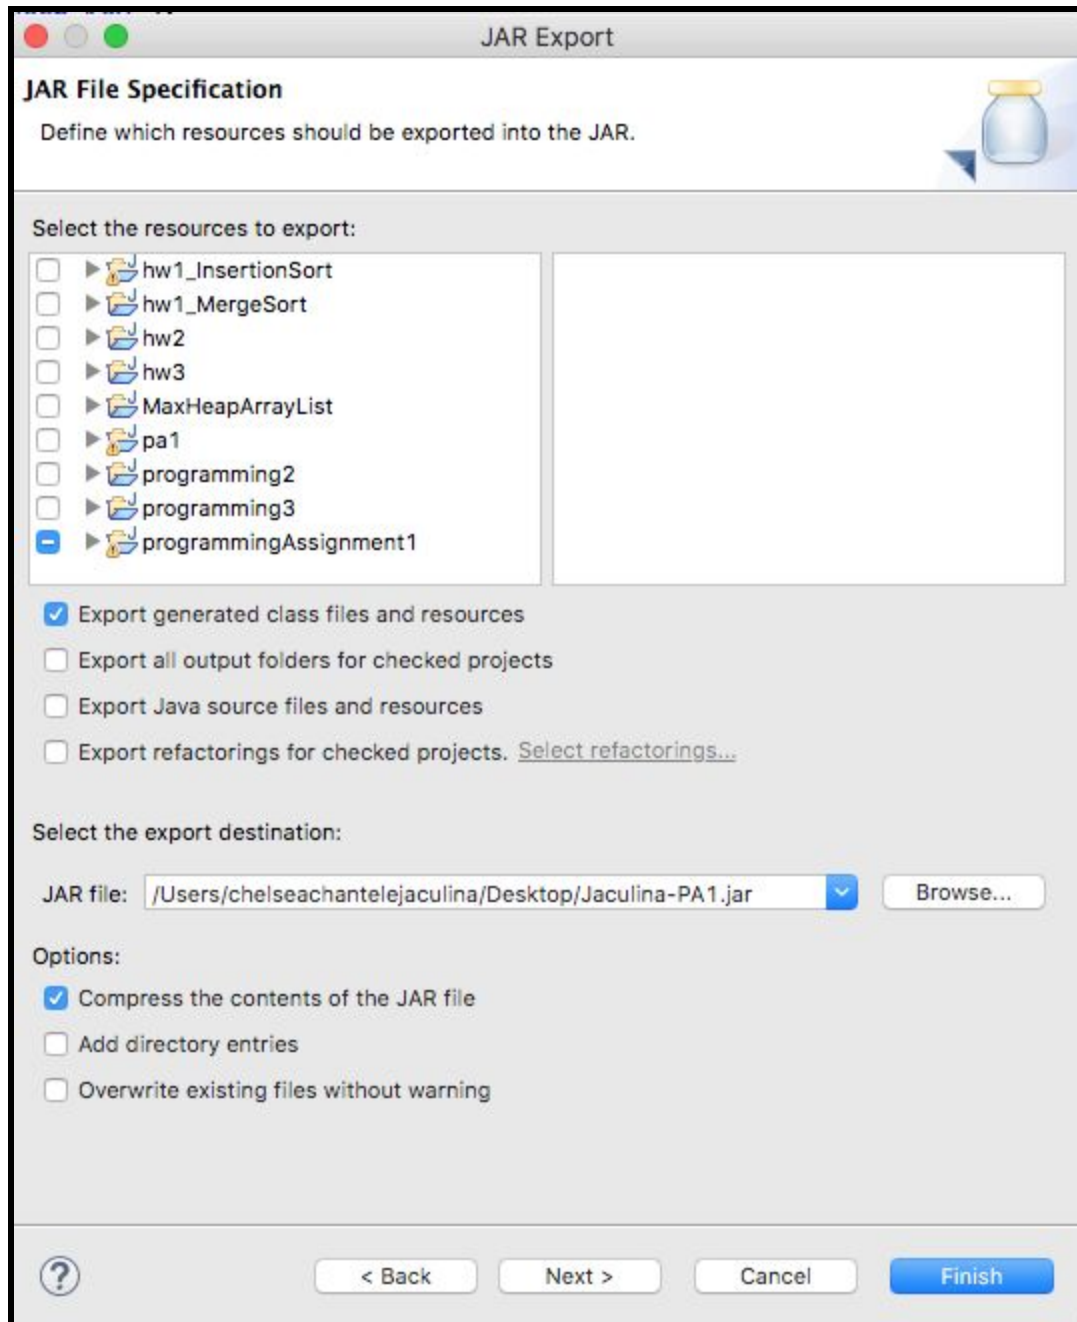 JAR Export
JAR File Specification
Define which resources should be exported into the JAR.
Select the resources to export:
hw1_InsertionSort
hw1_MergeSort
hw2
hw3
MaxHeapArrayList
pa1
programming2
programming3
programmingAssignment1
Export generated class files and resources
Export all output folders for checked projects
Export Java source files and resources
Export refactorings for checked projects. Select refactorings...
Select the export destination:
JAR file: /Users/chelseachantelejaculina/Desktop/Jaculina-PA1.jar Browse...
Options:
Compress the contents of the JAR file
Add directory entries
Overwrite existing files without warning
? < Back Next > Cancel Finish